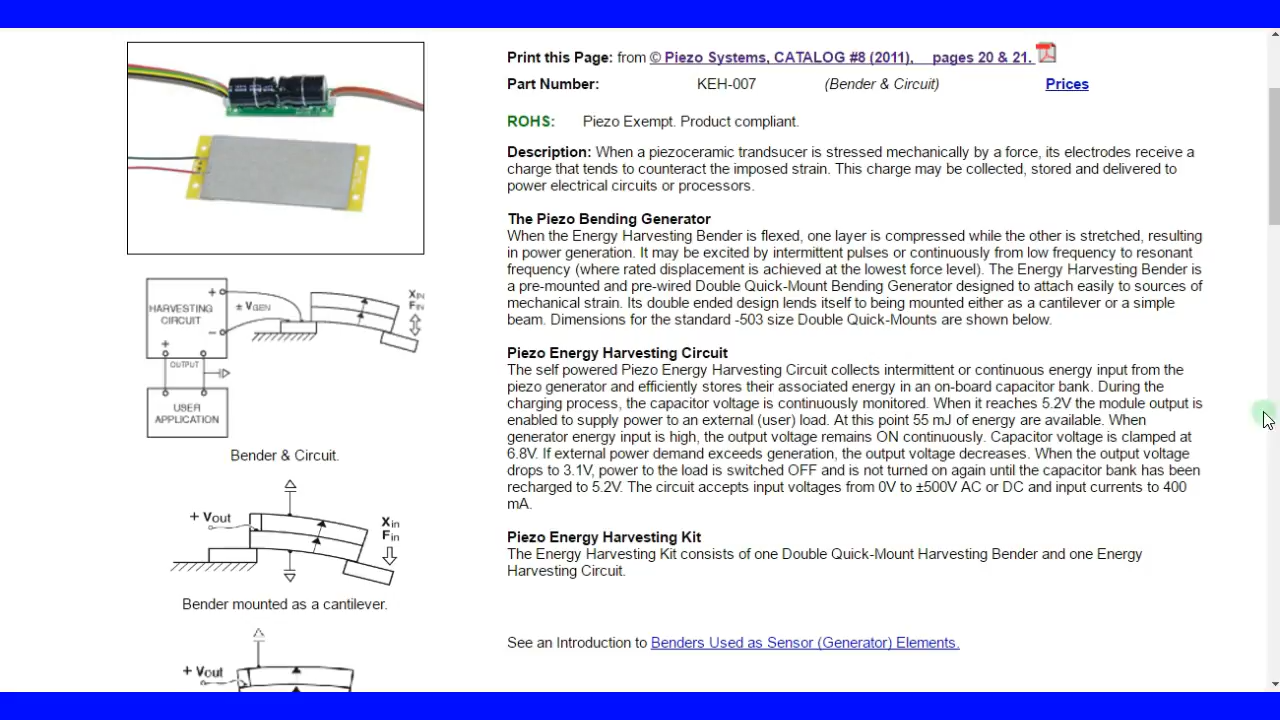 Print this Page: from © Piezo Systems, CATALOG #8 (2011), pages 20 & 21.
Part Number: KEH-007 (Bender & Circuit) Prices
ROHS: Piezo Exempt. Product compliant.
Description: When a piezoceramic trandsucer is stressed mechanically by a force, its electrodes receive a
charge that tends to counteract the imposed strain. This charge may be collected, stored and delivered to
power electrical circuits or processors.
The Piezo Bending Generator
When the Energy Harvesting Bender is flexed, one layer is compressed while the other is stretched, resulting
in power generation. It may be excited by intermittent pulses or continuously from low frequency to resonant
frequency (where rated displacement is achieved at the lowest force level). The Energy Harvesting Bender is
a pre-mounted and pre-wired Double Quick-Mount Bending Generator designed to attach easily to sources of
mechanical strain. Its double ended design lends itself to being mounted either as a cantilever or a simple
beam. Dimensions for the standard -503 size Double Quick-Mounts are shown below.
Piezo Energy Harvesting Circuit
The self powered Piezo Energy Harvesting Circuit collects intermittent or continuous energy input from the
piezo generator and efficiently stores their associated energy in an on-board capacitor bank. During the
charging process, the capacitor voltage is continuously monitored. When it reaches 5.2V the module output is
enabled to supply power to an external (user) load. At this point 55 mJ of energy are available. When
generator energy input is high, the output voltage remains ON continuously. Capacitor voltage is clamped at
6.8V. If external power demand exceeds generation, the output voltage decreases. When the output voltage
drops to 3.1V, power to the load is switched OFF and is not turned on again until the capacitor bank has been
recharged to 5.2V. The circuit accepts input voltages from 0V to ±500V AC or DC and input currents to 400
mA.
Piezo Energy Harvesting Kit
The Energy Harvesting Kit consists of one Double Quick-Mount Harvesting Bender and one Energy
Harvesting Circuit.
See an Introduction to Benders Used as Sensor (Generator) Elements.
HARVESTING
CIRCUIT
+
−
± VGEN
XIN
FIN
+
OUTPUT
USER
APPLICATION
Bender & Circuit.
+ Vout
Xin
Fin
Bender mounted as a cantilever.
+ Vout